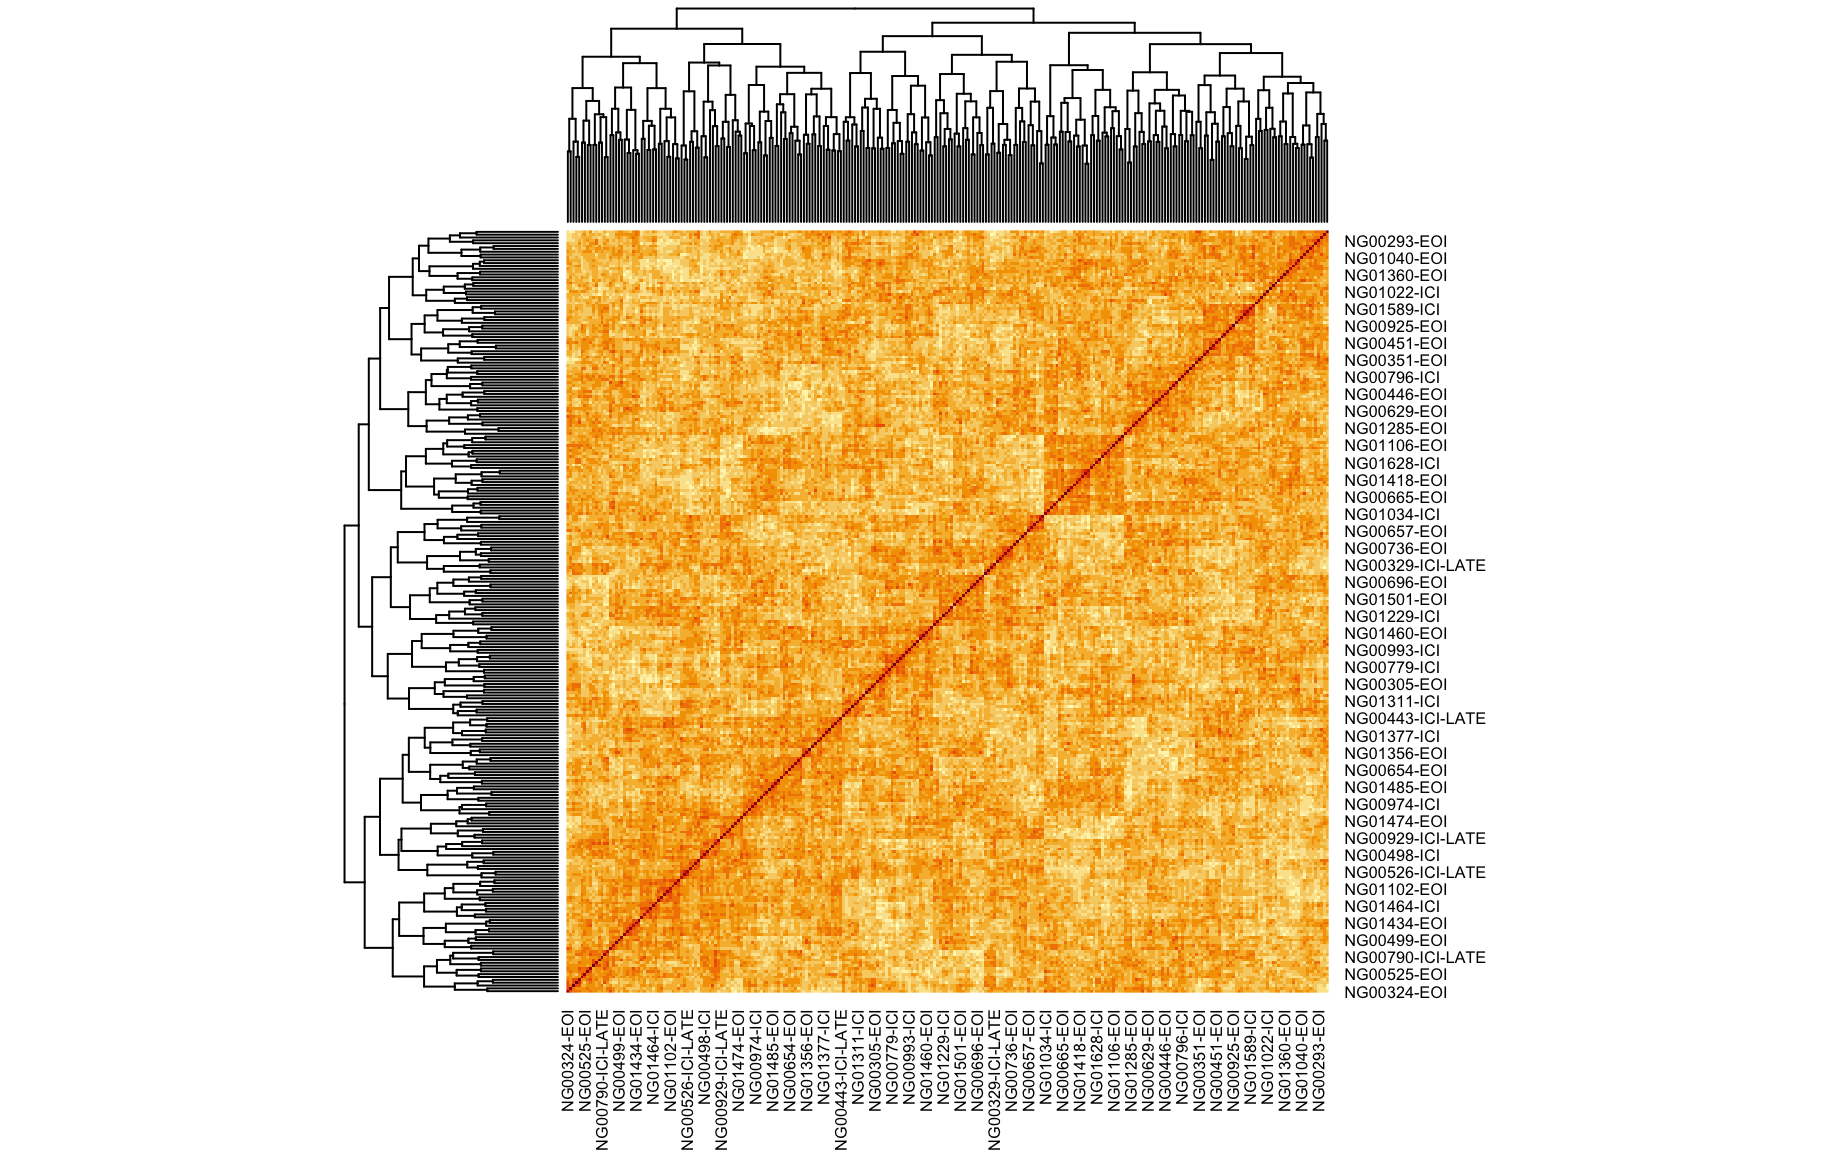 NG00293-EOI
NG01040-EOI
NG01360-EOI
NG01022-ICI
NG01589-ICI
NG00925-EOI
NG00451-EOI
NG00351-EOI
NG00796-ICI
NG00446-EOI
NG00629-EOI
NG01285-EOI
NG01106-EOI
NG01628-ICI
NG01418-EOI
NG00665-EOI
NG01034-ICI
NG00657-EOI
NG00736-EOI
NG00329-ICI-LATE
NG00696-EOI
NG01501-EOI
NG01229-ICI
NG01460-EOI
NG00993-ICI
NG00779-ICI
NG00305-EOI
NG01311-ICI
NG00443-ICI-LATE
NG01377-ICI
NG01356-EOI
NG00654-EOI
NG01485-EOI
NG00974-ICI
NG01474-EOI
NG00929-ICI-LATE
NG00498-ICI
NG00526-ICI-LATE
NG01102-EOI
NG01464-ICI
NG01434-EOI
NG00499-EOI
NG00790-ICI-LATE
NG00525-EOI
NG00324-EOI
NG00324-EOI
NG00525-EOI
NG00790-ICI-LATE
NG00499-EOI
NG01434-EOI
NG01464-ICI
NG01102-EOI
NG00526-ICI-LATE
NG00498-ICI
NG00929-ICI-LATE
NG01474-EOI
NG00974-ICI
NG01485-EOI
NG00654-EOI
NG01356-EOI
NG01377-ICI
NG00443-ICI-LATE
NG01311-ICI
NG00305-EOI
NG00779-ICI
NG00993-ICI
NG01460-EOI
NG01229-ICI
NG01501-EOI
NG00696-EOI
NG00329-ICI-LATE
NG00736-EOI
NG00657-EOI
NG01034-ICI
NG00665-EOI
NG01418-EOI
NG01628-ICI
NG01106-EOI
NG01285-EOI
NG00629-EOI
NG00446-EOI
NG00796-ICI
NG00351-EOI
NG00451-EOI
NG00925-EOI
NG01589-ICI
NG01022-ICI
NG01360-EOI
NG01040-EOI
NG00293-EOI